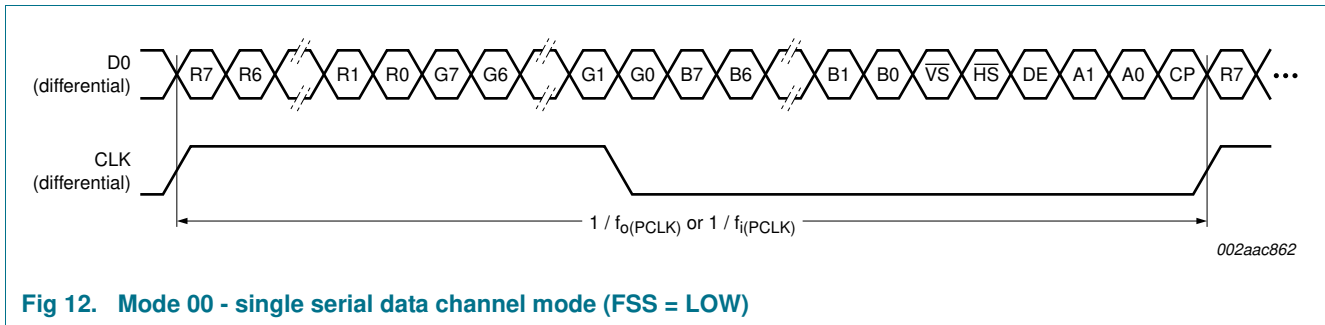 D0
(differential)
R7 R6 R1 R0 G7 G6 G1 G0 B7 B6 B1 B0 V̅S̅ H̅S̅ DE A1 A0 CP R7 •••
CLK
(differential)
1 / fo(PCLK) or 1 / fi(PCLK)
002aac862
Fig 12. Mode 00 - single serial data channel mode (FSS = LOW)